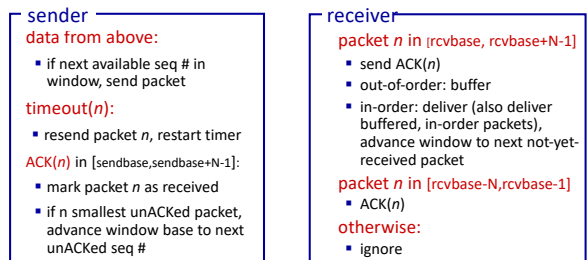 sender
data from above:
▪ if next available seq # in
window, send packet
timeout(n):
▪ resend packet n, restart timer
ACK(n) in [sendbase,sendbase+N-1]:
▪ mark packet n as received
▪ if n smallest unACKed packet,
advance window base to next
unACKed seq #
receiver
packet n in [rcvbase, rcvbase+N-1]
▪ send ACK(n)
▪ out-of-order: buffer
▪ in-order: deliver (also deliver
buffered, in-order packets),
advance window to next not-yet-
received packet
packet n in [rcvbase-N,rcvbase-1]
▪ ACK(n)
otherwise:
▪ ignore